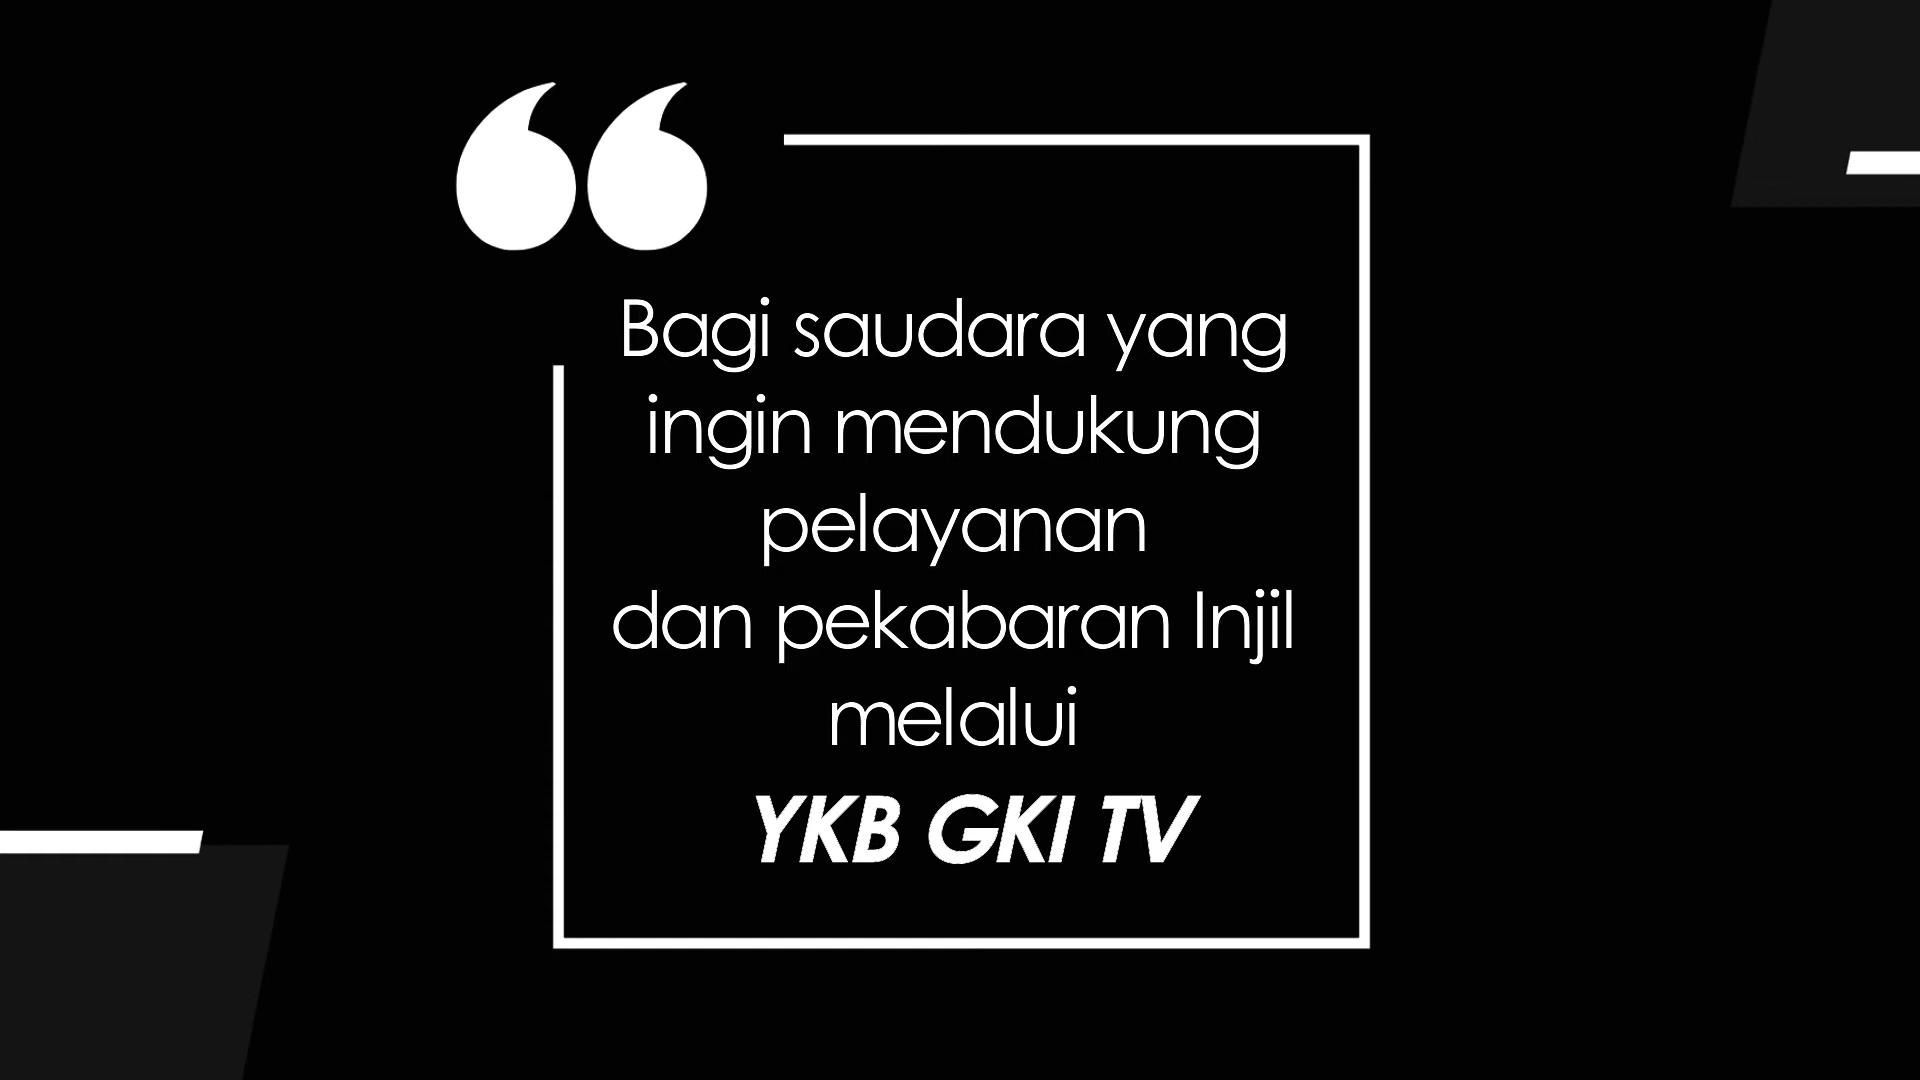 Bagi saudara yang
ingin mendukung
pelayanan
dan pekabaran Injil
melalui
YKB GKI TV